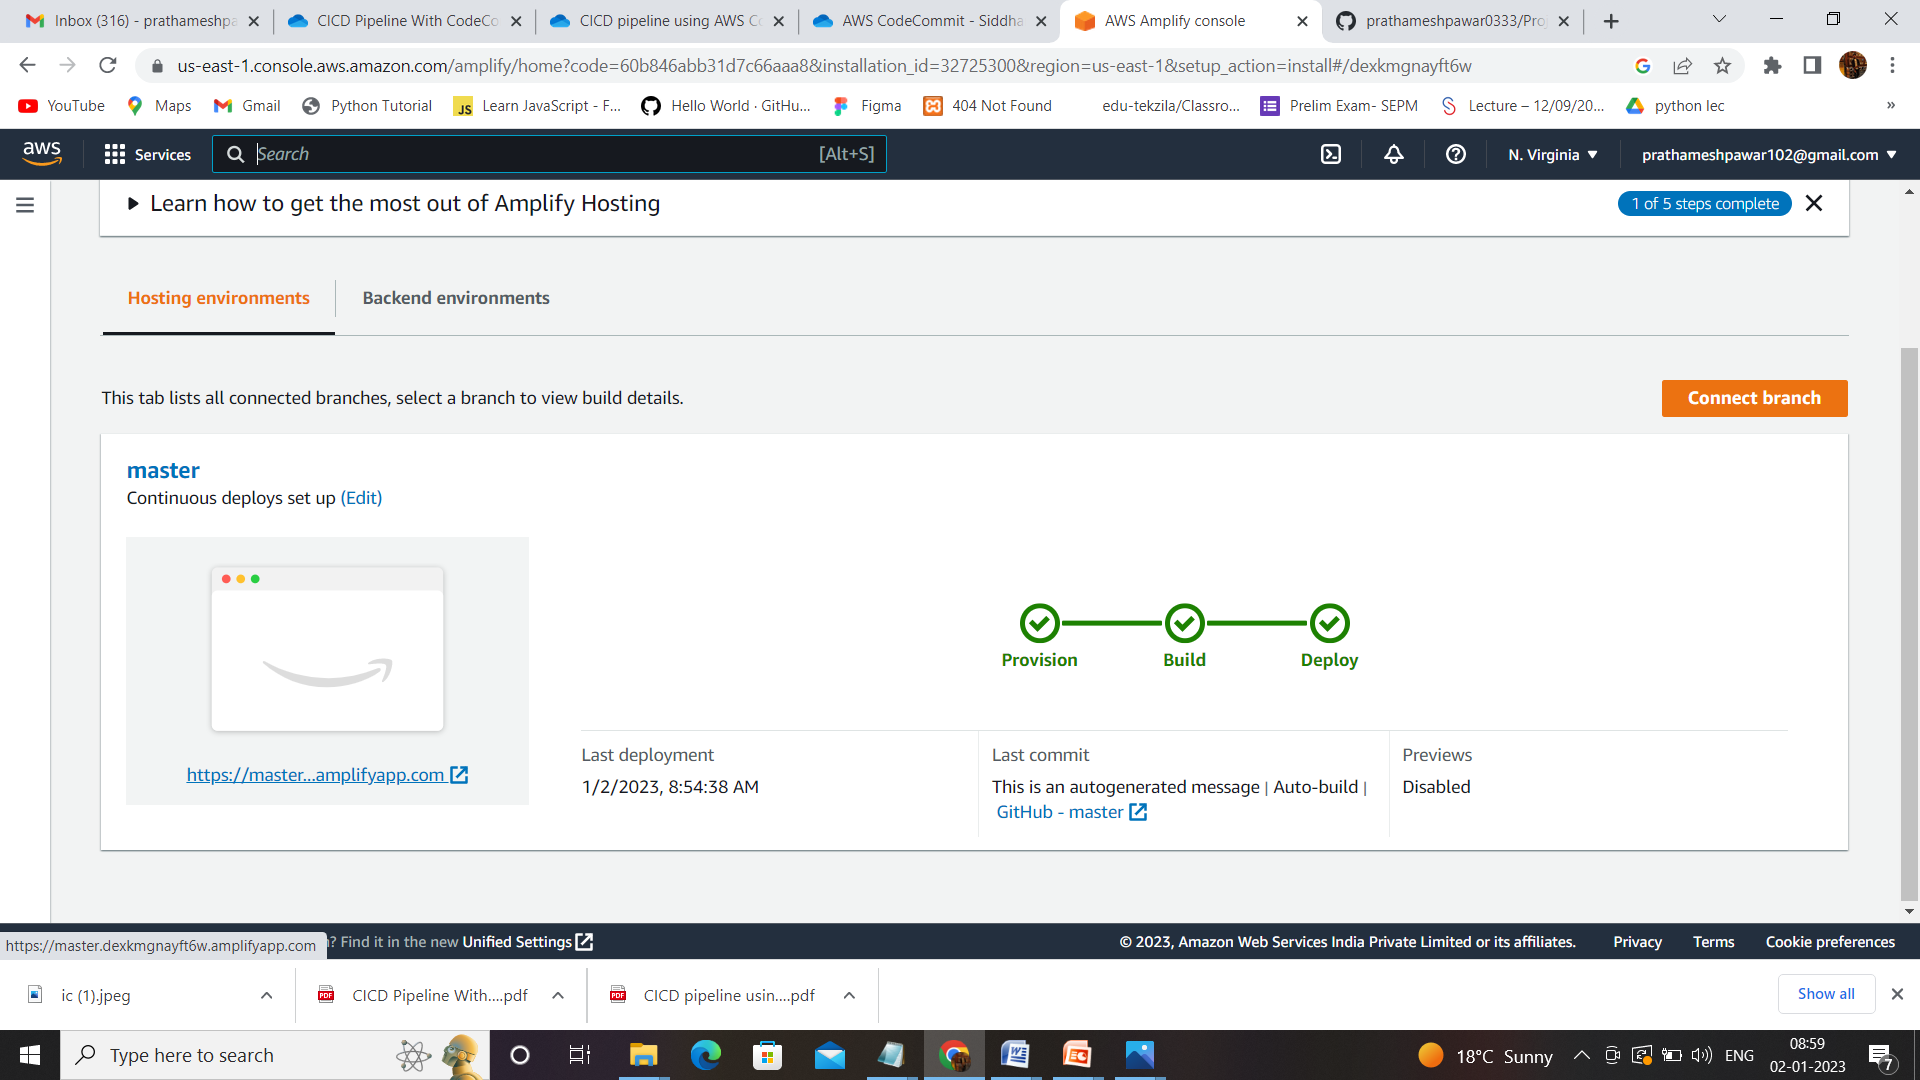 Inbox (316) - prathameshpa
CICD Pipeline With CodeCo
CICD pipeline using AWS Co
AWS CodeCommit - Siddha
AWS Amplify console
prathameshpawar0333/Proj
us-east-1.console.aws.amazon.com/amplify/home?code=60b846abb31d7c66aaa8&installation_id=32725300&region=us-east-1&setup_action=install#/dexkmgnayft6w
YouTube
Maps
Gmail
Python Tutorial
JS
Learn JavaScript - F...
Hello World · GitHu...
Figma
404 Not Found
edu-tekzila/Classro...
Prelim Exam- SEPM
Lecture – 12/09/20...
python lec
»
aws
Services
Search
[Alt+S]
N. Virginia
prathameshpawar102@gmail.com
Learn how to get the most out of Amplify Hosting
1 of 5 steps complete
Hosting environments
Backend environments
This tab lists all connected branches, select a branch to view build details.
Connect branch
master
Continuous deploys set up (Edit)
Provision
Build
Deploy
https://master...amplifyapp.com
Last deployment
1/2/2023, 8:54:38 AM
Last commit
This is an autogenerated message | Auto-build |
GitHub - master
Previews
Disabled
https://master.dexkmgnayft6w.amplifyapp.com
? Find it in the new Unified Settings
© 2023, Amazon Web Services India Private Limited or its affiliates.
Privacy
Terms
Cookie preferences
ic (1).jpeg
PDF
CICD Pipeline With....pdf
PDF
CICD pipeline usin....pdf
Show all
Type here to search
18°C Sunny
ENG
08:59
02-01-2023
7